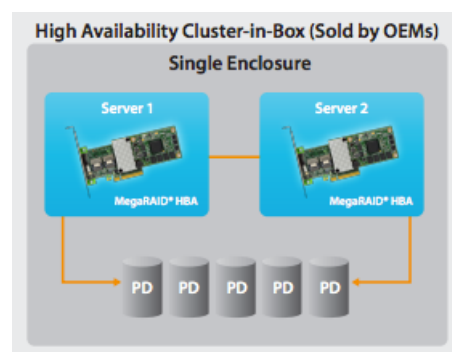 High Availability Cluster-in-Box (Sold by OEMs)
Single Enclosure
Server 1
Server 2
MegaRAID® HBA
MegaRAID® HBA
PD PD PD PD PD